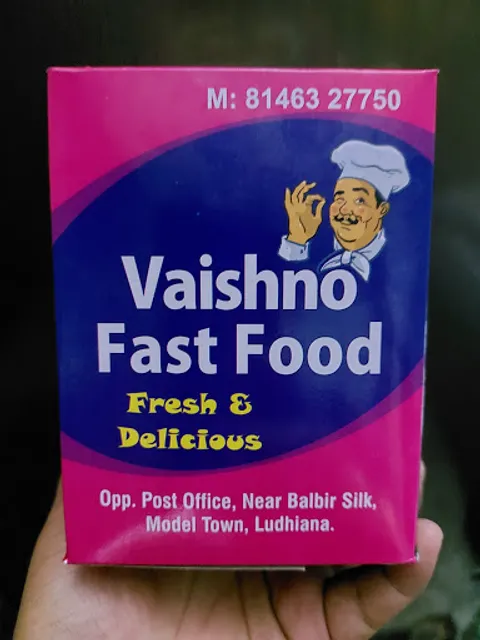 M: 81463 27750
Vaishno
Fast Food
Fresh &
Delicious
Opp. Post Office, Near Balbir Silk,
Model Town, Ludhiana.